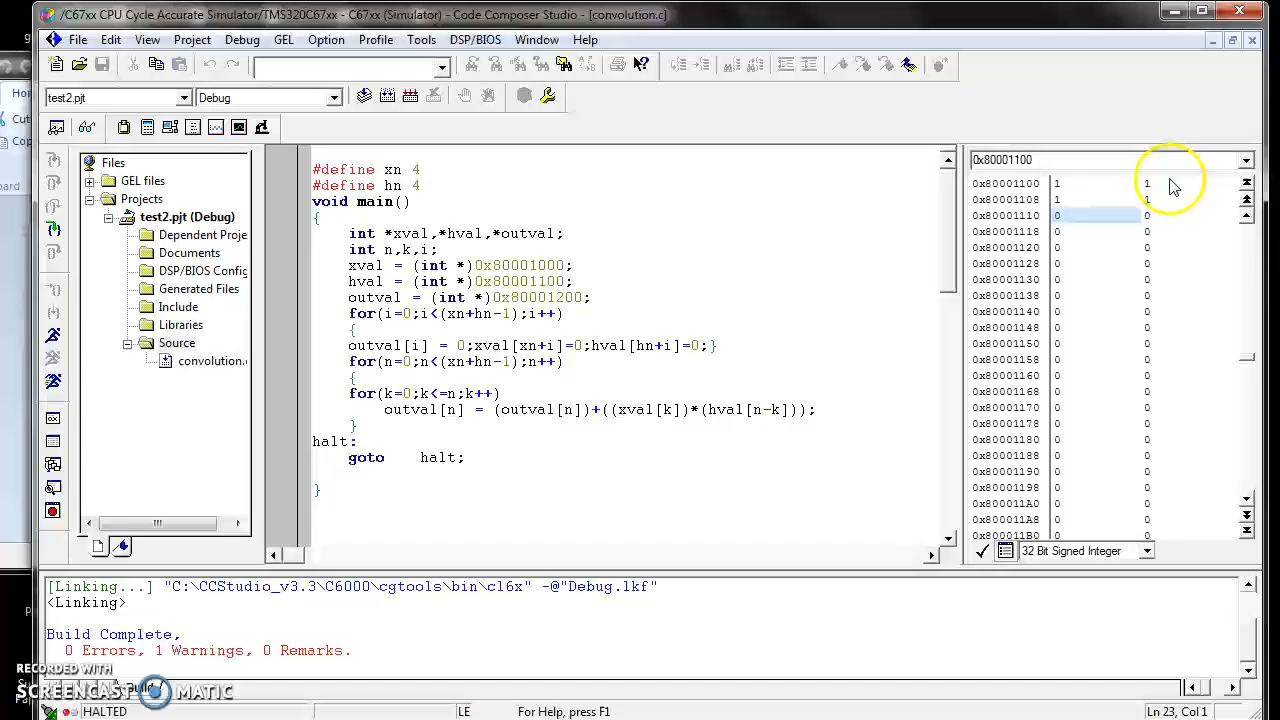 /C67xx CPU Cycle Accurate Simulator/TMS320C67xx - C67xx (Simulator) - Code Composer Studio - [convolution.c]
File Edit View Project Debug GEL Option Profile Tools DSP/BIOS Window Help
test2.pjt Debug
Hon
Cut
Cop
oard
Files
GEL files
Projects
test2.pjt (Debug)
Dependent Proje
Documents
DSP/BIOS Config
Generated Files
Include
Libraries
Source
convolution.c
#define xn 4
#define hn 4
void main()
{
int *xval,*hval,*outval;
int n,k,i;
xval = (int *)0x80001000;
hval = (int *)0x80001100;
outval = (int *)0x80001200;
for(i=0;i<(xn+hn-1);i++)
{
outval[i] = 0;xval[xn+i]=0;hval[hn+i]=0;}
for(n=0;n<(xn+hn-1);n++)
{
for(k=0;k<=n;k++)
outval[n] = (outval[n])+((xval[k])*(hval[n-k]));
}
halt:
goto halt;
}
0x80001100
0x80001100 1 1
0x80001108 1 1
0x80001110 0 0
0x80001118 0 0
0x80001120 0 0
0x80001128 0 0
0x80001130 0 0
0x80001138 0 0
0x80001140 0 0
0x80001148 0 0
0x80001150 0 0
0x80001158 0 0
0x80001160 0 0
0x80001168 0 0
0x80001170 0 0
0x80001178 0 0
0x80001180 0 0
0x80001188 0 0
0x80001190 0 0
0x80001198 0 0
0x800011A0 0 0
0x800011A8 0 0
0x800011B0 0 0
32 Bit Signed Integer
[Linking...] "C:\CCStudio_v3.3\C6000\cgtools\bin\cl6x" -@"Debug.lkf"
<Linking>
Build Complete,
0 Errors, 1 Warnings, 0 Remarks.
Build
RECORDED WITH
SCREENCAST MATIC
HALTED LE For Help, press F1 Ln 23, Col 1